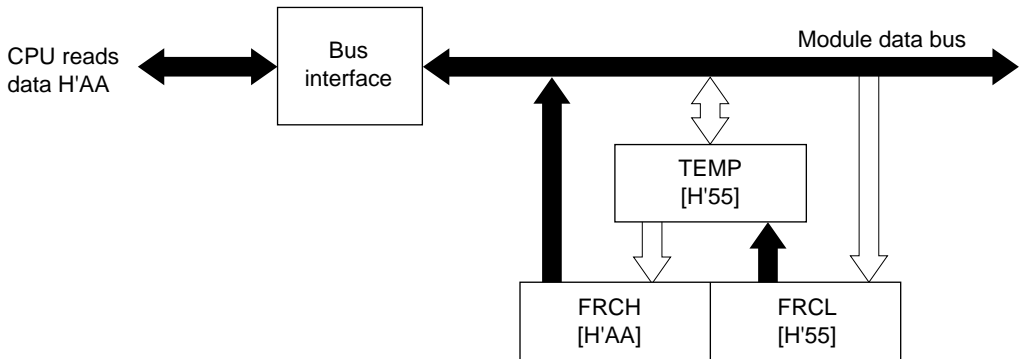 CPU reads
data H'AA
Bus
interface
Module data bus
TEMP
[H'55]
FRCH
[H'AA]
FRCL
[H'55]